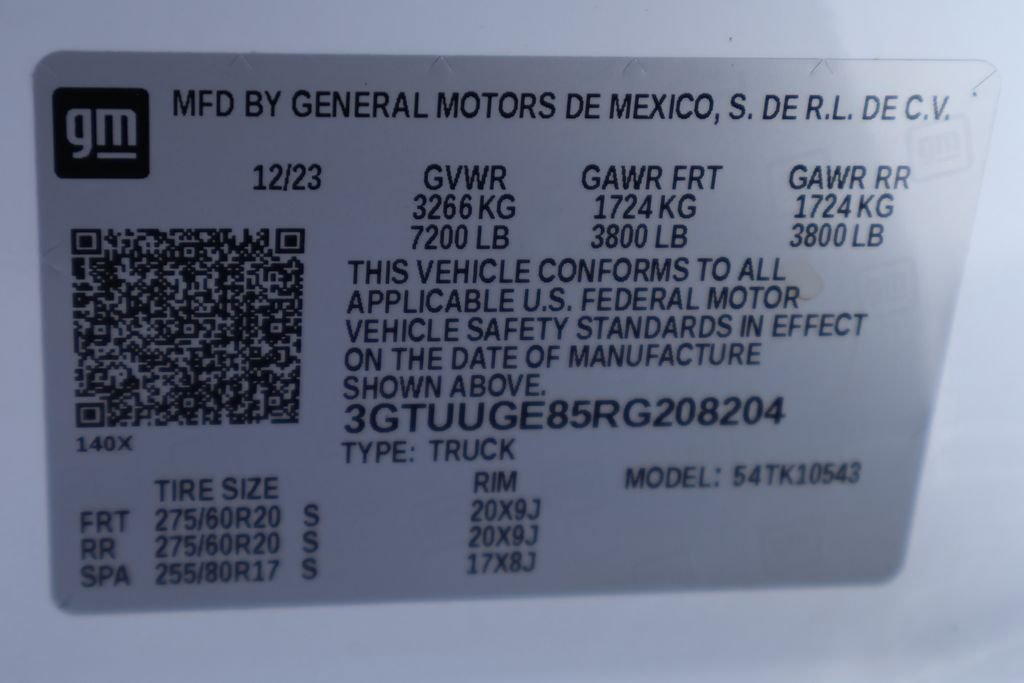 gm
MFD BY GENERAL MOTORS DE MEXICO, S. DE R.L. DE C.V.
12/23 GVWR GAWR FRT GAWR RR
3266 KG 1724 KG 1724 KG
7200 LB 3800 LB 3800 LB
THIS VEHICLE CONFORMS TO ALL
APPLICABLE U.S. FEDERAL MOTOR
VEHICLE SAFETY STANDARDS IN EFFECT
ON THE DATE OF MANUFACTURE
SHOWN ABOVE.
3GTUUGE85RG208204
140X
TYPE: TRUCK
TIRE SIZE RIM MODEL: 54TK10543
FRT 275/60R20 S 20X9J
RR 275/60R20 S 20X9J
SPA 255/80R17 S 17X8J